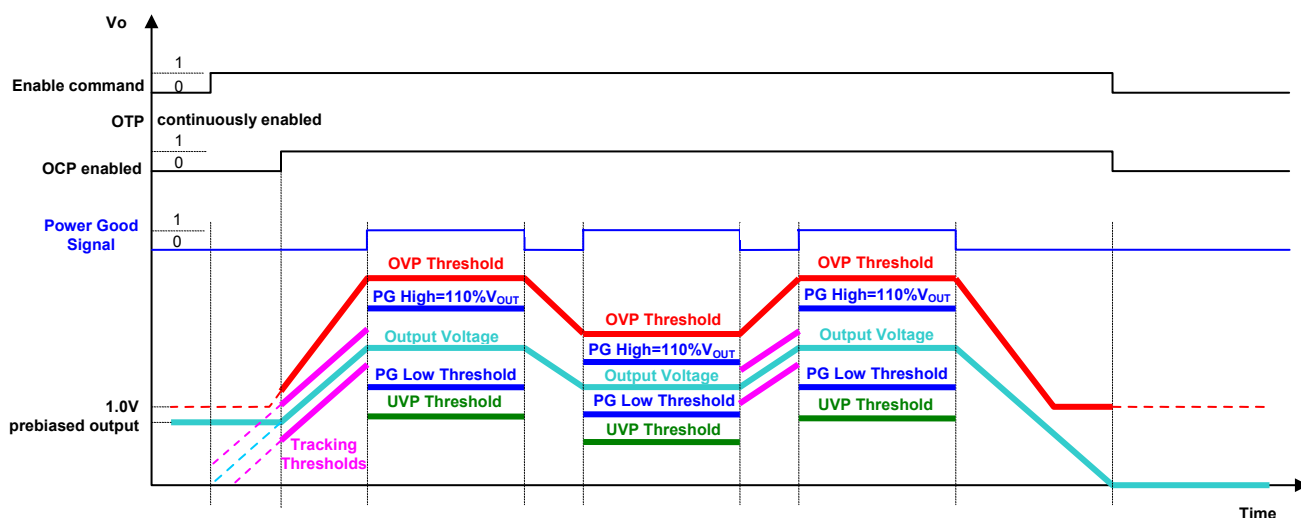 Vo
1
Enable command
0
OTP continuously enabled
1
OCP enabled
0
Power Good
Signal
1
0
OVP Threshold
OVP Threshold
PG High=110%VOUT
PG High=110%VOUT
OVP Threshold
Output Voltage
Output Voltage
PG High=110%VOUT
PG Low Threshold
Output Voltage
PG Low Threshold
1.0V
prebiased output
UVP Threshold
PG Low Threshold
UVP Threshold
UVP Threshold
Tracking
Thresholds
Time